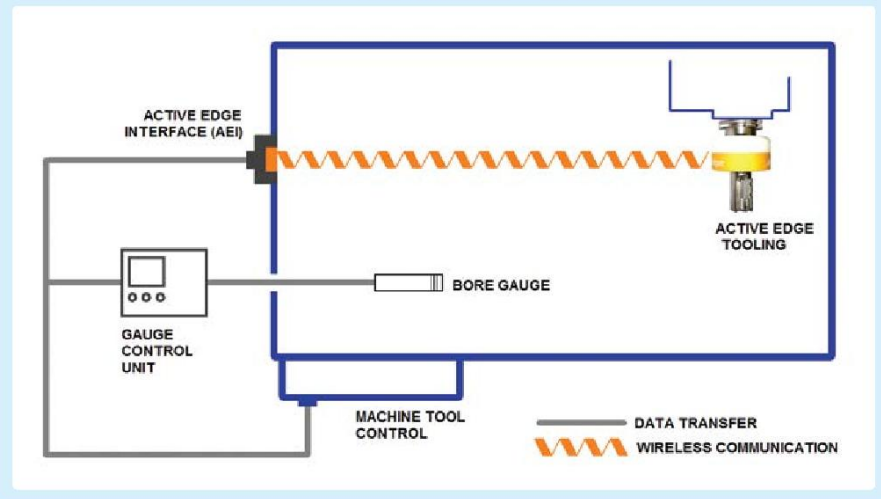 ACTIVE EDGE
INTERFACE (AEI)
ACTIVE EDGE
TOOLING
BORE GAUGE
GAUGE
CONTROL
UNIT
MACHINE TOOL
CONTROL
DATA TRANSFER
WIRELESS COMMUNICATION